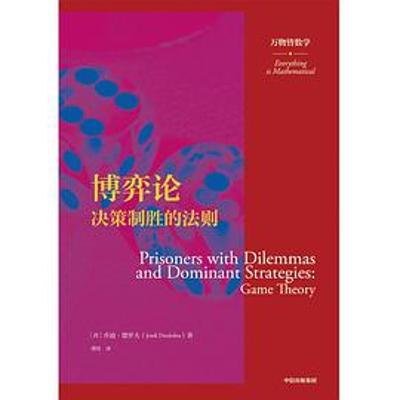 万物皆数学
Everything
is Mathematical
博弈论
决策制胜的法则
Prisoners with Dilemmas
and Dominant Strategies:
Game Theory
乔迪·德罗夫（Jordi Deulofeu）著
译
中信出版集团